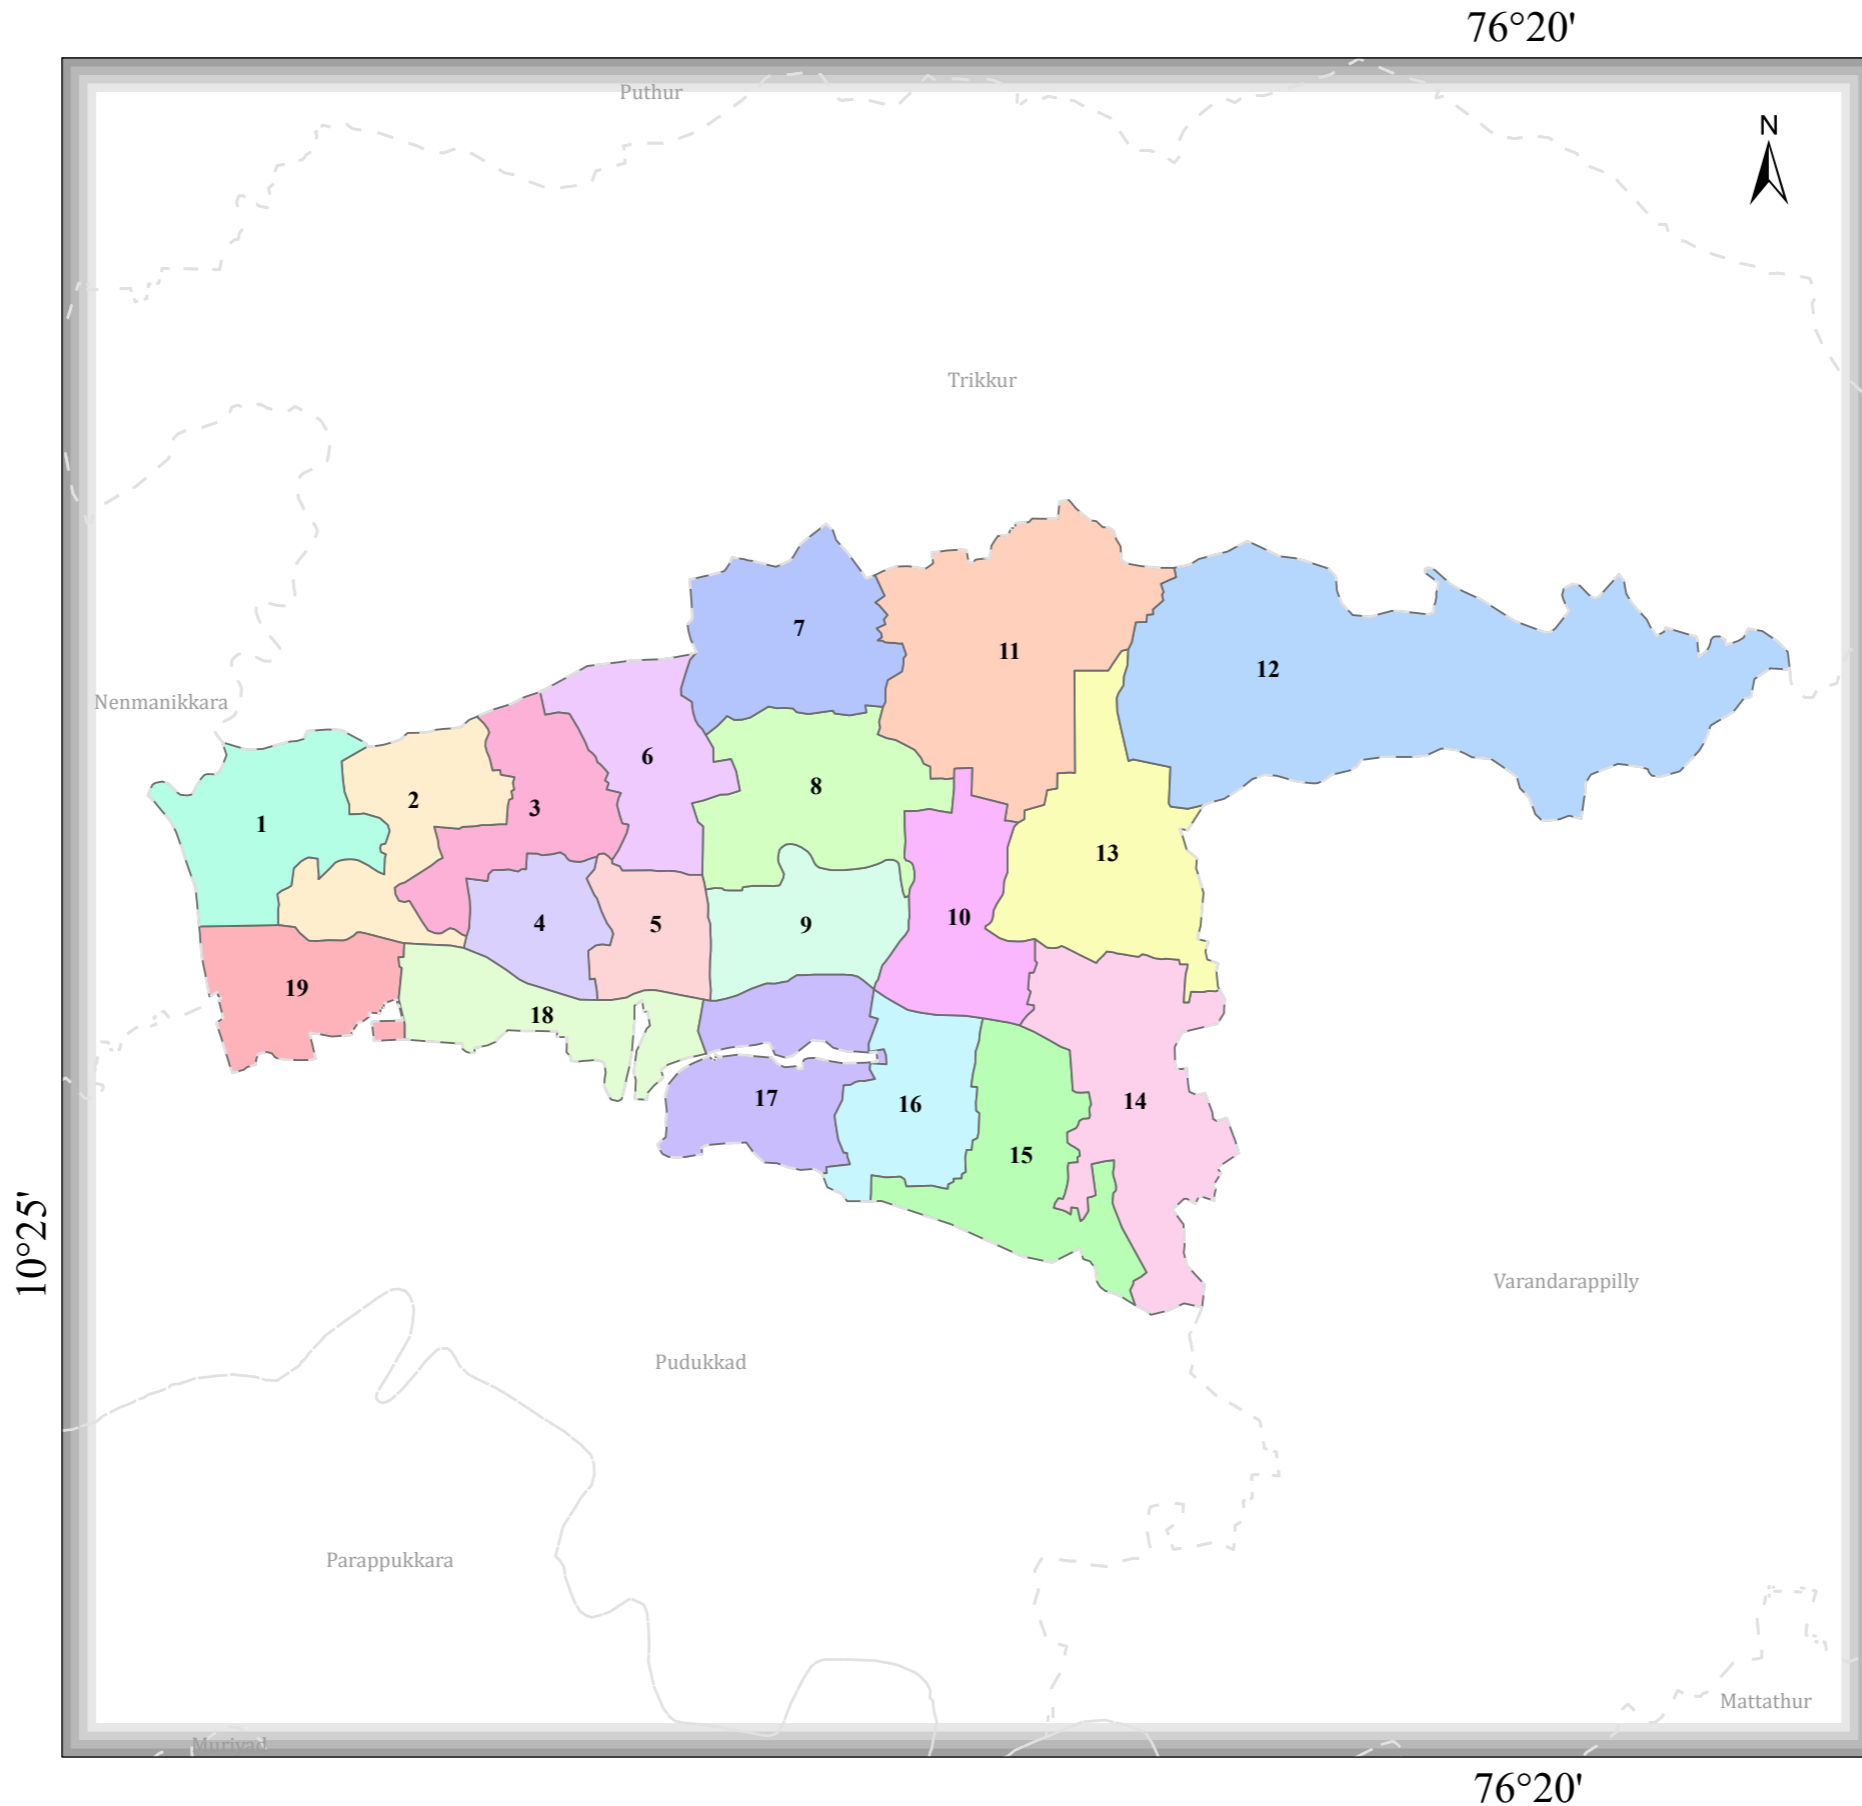 76°20'
Puthur
N
Trikkur
7
11
12
Nenmanikkara
6
8
2
3
1
13
10
4
5
9
19
18
17
16
14
15
10°25'
Varandarappilly
Pudukkad
Parappukkara
Mattathur
Muriyad
76°20'